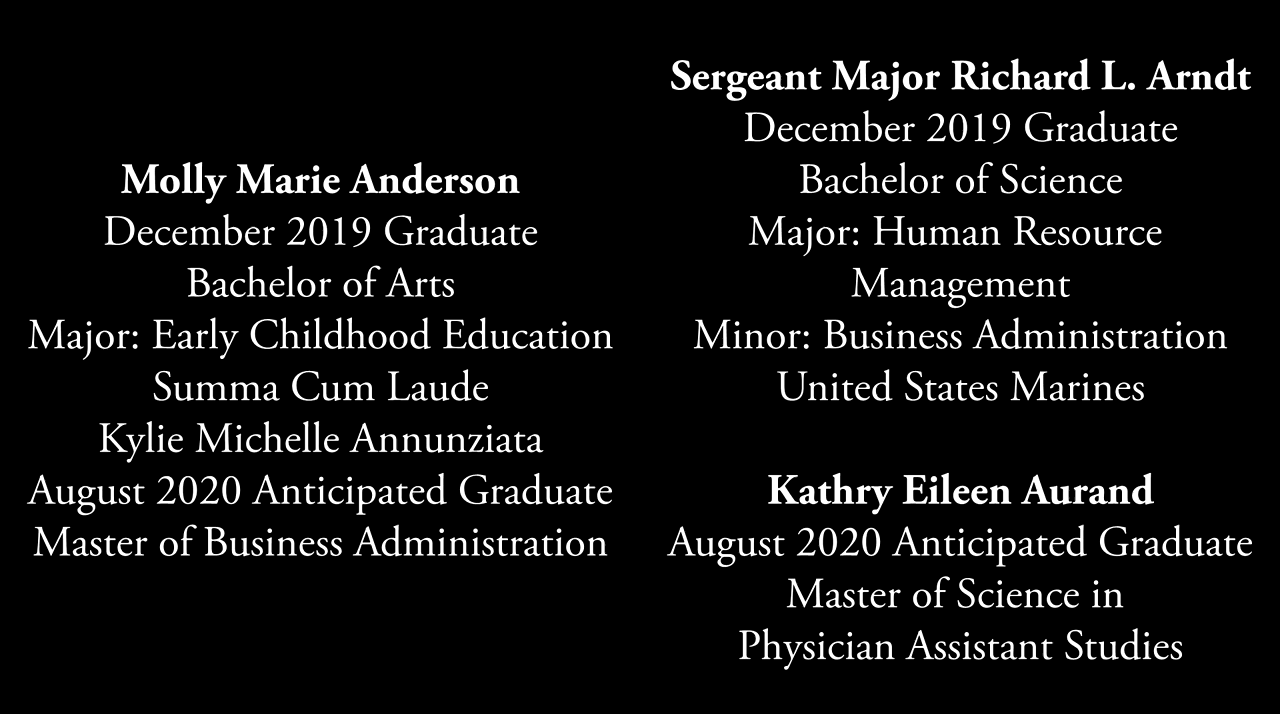 Molly Marie Anderson
December 2019 Graduate
Bachelor of Arts
Major: Early Childhood Education
Summa Cum Laude
Kylie Michelle Annunziata
August 2020 Anticipated Graduate
Master of Business Administration
Sergeant Major Richard L. Arndt
December 2019 Graduate
Bachelor of Science
Major: Human Resource
Management
Minor: Business Administration
United States Marines
Kathry Eileen Aurand
August 2020 Anticipated Graduate
Master of Science in
Physician Assistant Studies